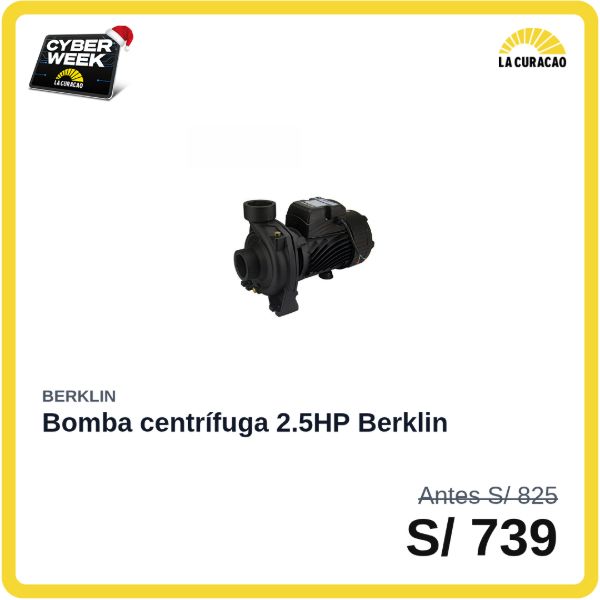 CYBER
WEEK
LA CURACAO
LA CURACAO
BERKLIN
Bomba centrífuga 2.5HP Berklin
Antes S/ 825
S/ 739